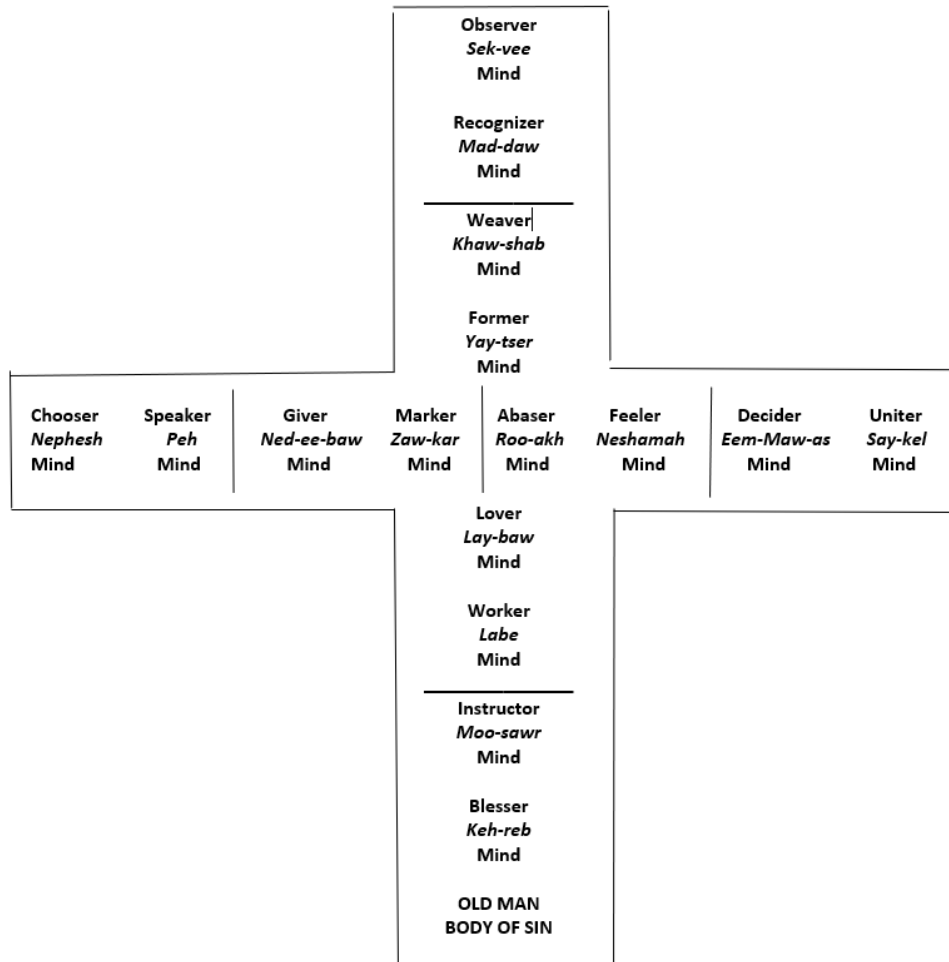 Observer
Sek-vee
Mind
Recognizer
Mad-daw
Mind
Weaver
Khaw-shab
Mind
Former
Yay-tser
Mind
Chooser Speaker Giver Marker Abaser Feeler Decider Uniter
Nephesh Peh Ned-ee-baw Zaw-kar Roo-akh Neshamah Eem-Maw-as Say-kel
Mind Mind Mind Mind Mind Mind Mind Mind
Lover
Lay-baw
Mind
Worker
Labe
Mind
Instructor
Moo-sawr
Mind
Blesser
Keh-reb
Mind
OLD MAN
BODY OF SIN